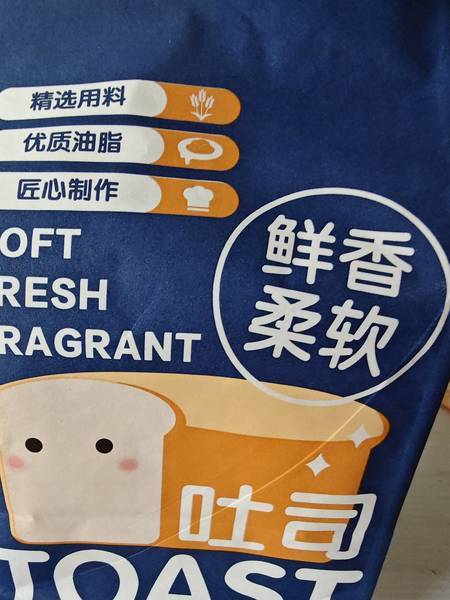 精选用料
优质油脂
匠心制作
OFT
RESH
RAGRANT
鲜香
柔软
吐司
TOAST